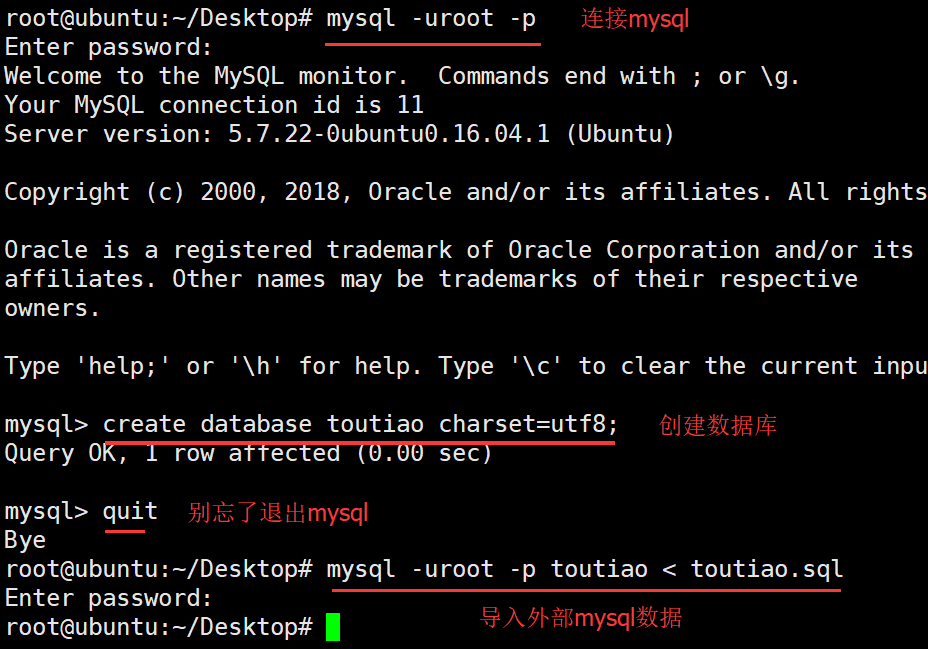 root@ubuntu:~/Desktop# mysql -uroot -p 连接mysql
Enter password:
Welcome to the MySQL monitor.  Commands end with ; or \g.
Your MySQL connection id is 11
Server version: 5.7.22-0ubuntu0.16.04.1 (Ubuntu)
Copyright (c) 2000, 2018, Oracle and/or its affiliates. All rights
Oracle is a registered trademark of Oracle Corporation and/or its
affiliates. Other names may be trademarks of their respective
owners.
Type 'help;' or '\h' for help. Type '\c' to clear the current inpu
mysql> create database toutiao charset=utf8; 创建数据库
Query OK, 1 row affected (0.00 sec)
mysql> quit 别忘了退出mysql
Bye
root@ubuntu:~/Desktop# mysql -uroot -p toutiao < toutiao.sql
Enter password:
导入外部mysql数据
root@ubuntu:~/Desktop#